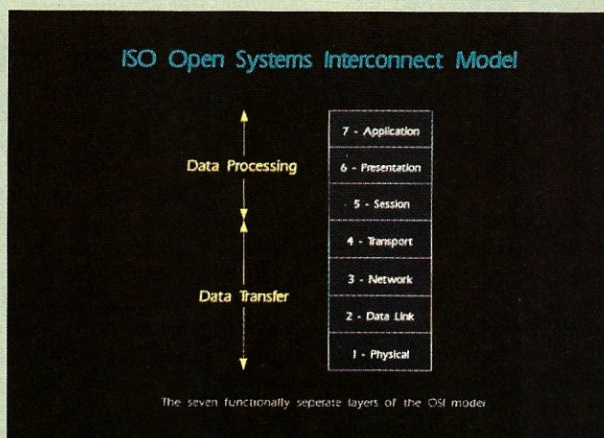 ISO Open Systems Interconnect Model
7 - Application
Data Processing
6 - Presentation
5 - Session
4 - Transport
3 - Network
Data Transfer
2 - Data Link
1 - Physical
The seven functionally seperate layers of the OSI model